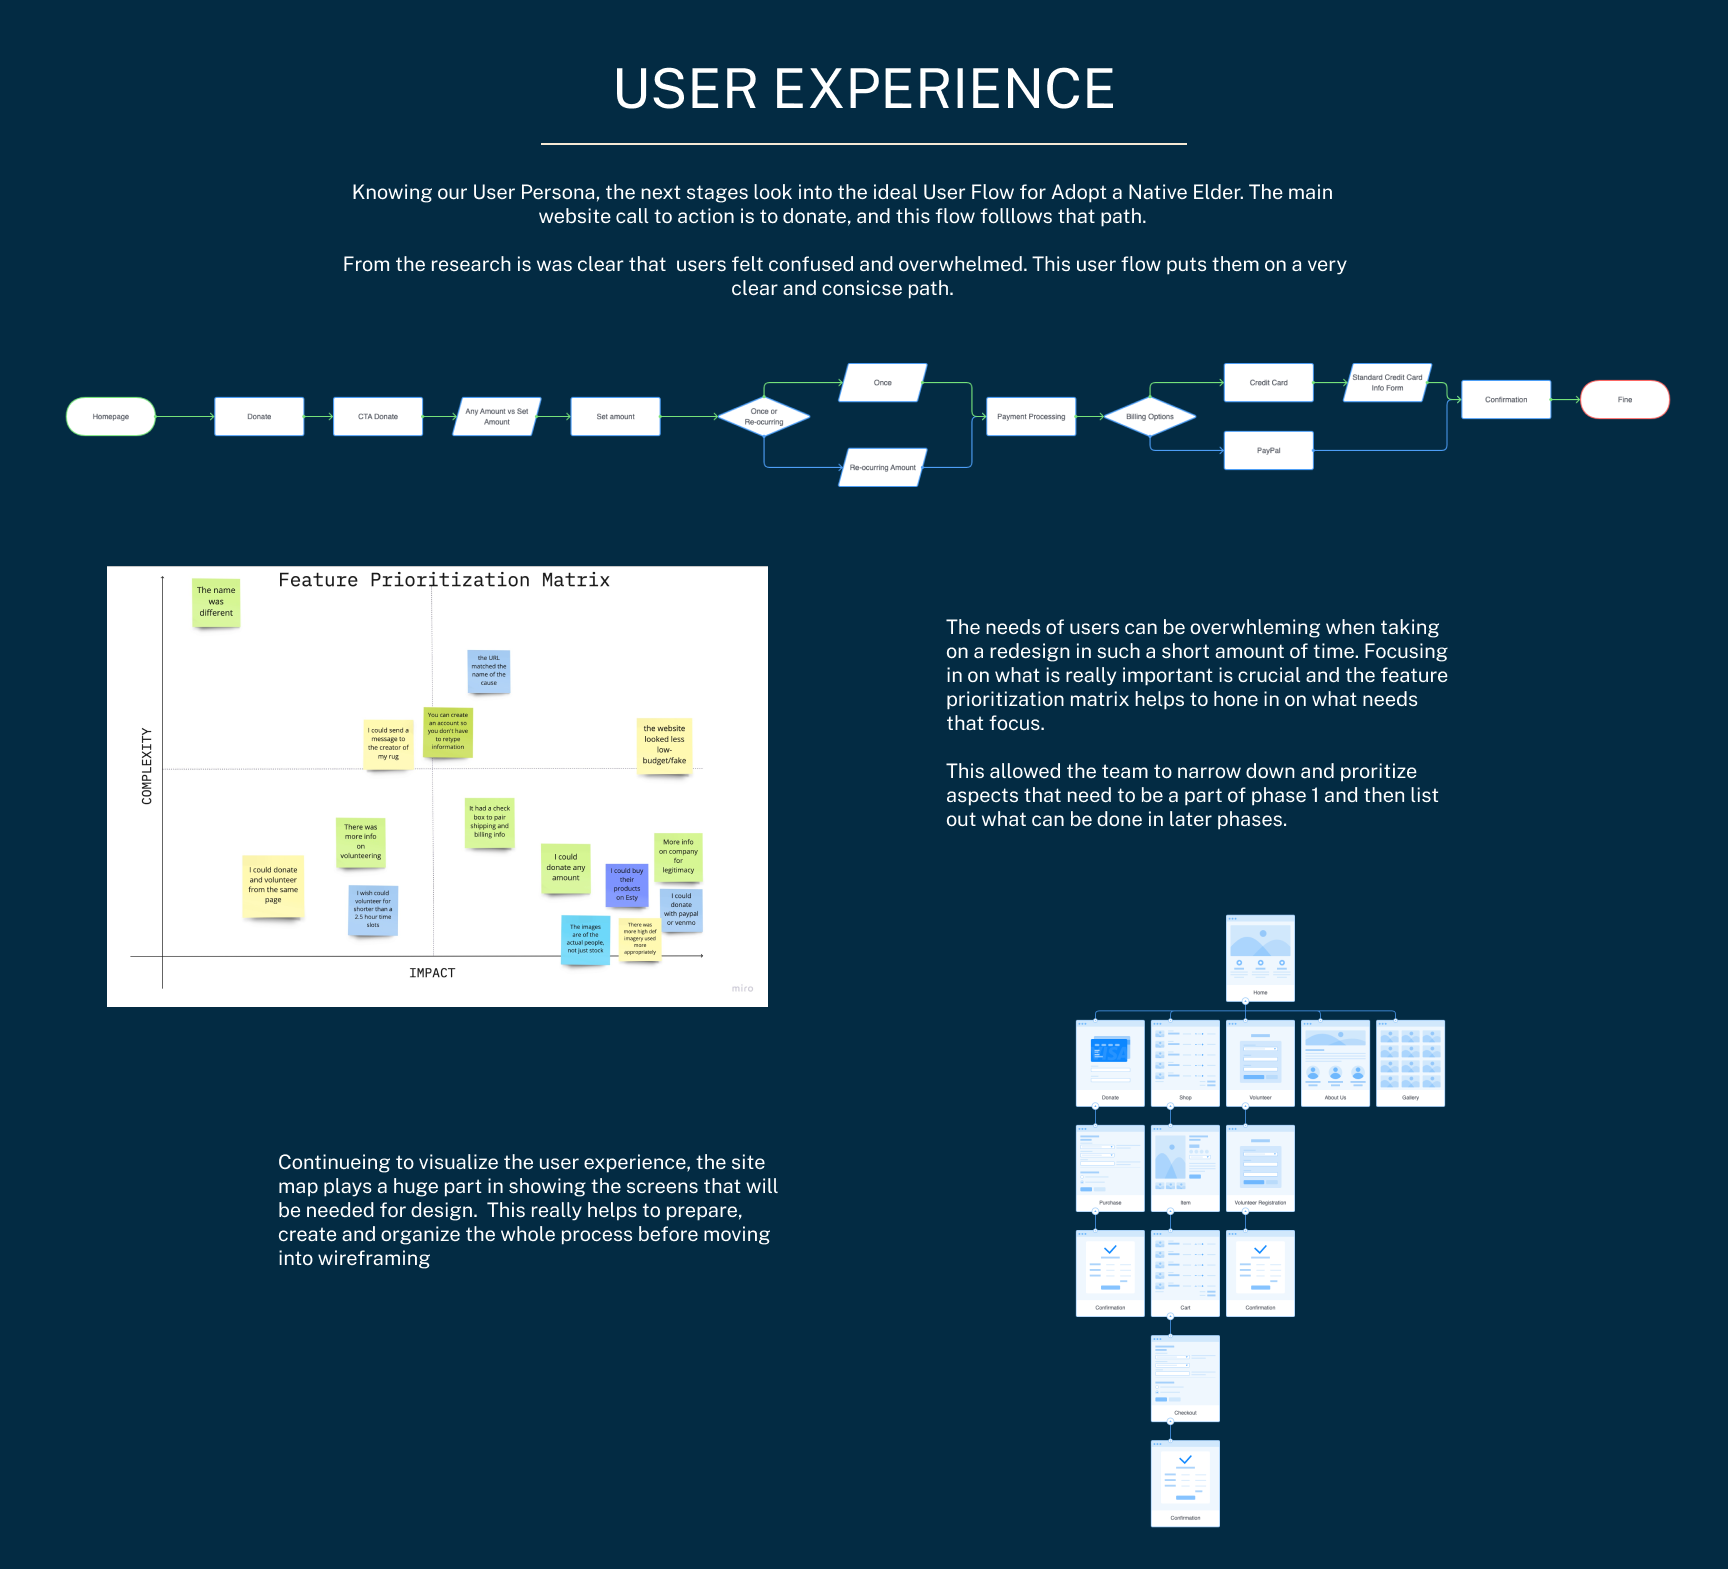 USER EXPERIENCE
Knowing our User Persona, the next stages look into the ideal User Flow for Adopt a Native Elder. The main
website call to action is to donate, and this flow folllows that path.
From the research is was clear that  users felt confused and overwhelmed. This user flow puts them on a very
clear and consicse path.
Homepage
Donate
CTA Donate
Any Amount vs Set
Amount
Set amount
Once or
Re-ocurring
Once
Re-ocurring Amount
Payment Processing
Billing Options
Credit Card
Standard Credit Card
Info Form
PayPal
Confirmation
Fine
Feature Prioritization Matrix
COMPLEXITY
IMPACT
The name
was
different
the URL
matched the
name of the
cause
I could send a
message to
the creator of
my rug
You can create
an account so
you don't have
to retype
information
the website
looked less
low-
budget/fake
It had a check
box to pair
shipping and
billing info
There was
more info
on
volunteering
I could donate
and volunteer
from the same
page
I wish could
volunteer for
shorter than a
2.5 hour time
slots
I could
donate any
amount
I could buy
their
products
on Esty
More info
on company
for
legitimacy
I could
donate
with paypal
or venmo
The images
are of the
actual people,
not just stock
There was
more high def
imagery used
more
appropriately
miro
The needs of users can be overwhleming when taking
on a redesign in such a short amount of time. Focusing
in on what is really important is crucial and the feature
prioritization matrix helps to hone in on what needs
that focus.
This allowed the team to narrow down and proritize
aspects that need to be a part of phase 1 and then list
out what can be done in later phases.
Continueing to visualize the user experience, the site
map plays a huge part in showing the screens that will
be needed for design.  This really helps to prepare,
create and organize the whole process before moving
into wireframing
Home
Donate
Shop
Volunteer
About Us
Gallery
Purchase
Item
Volunteer Registration
Confirmation
Cart
Confirmation
Checkout
Confirmation